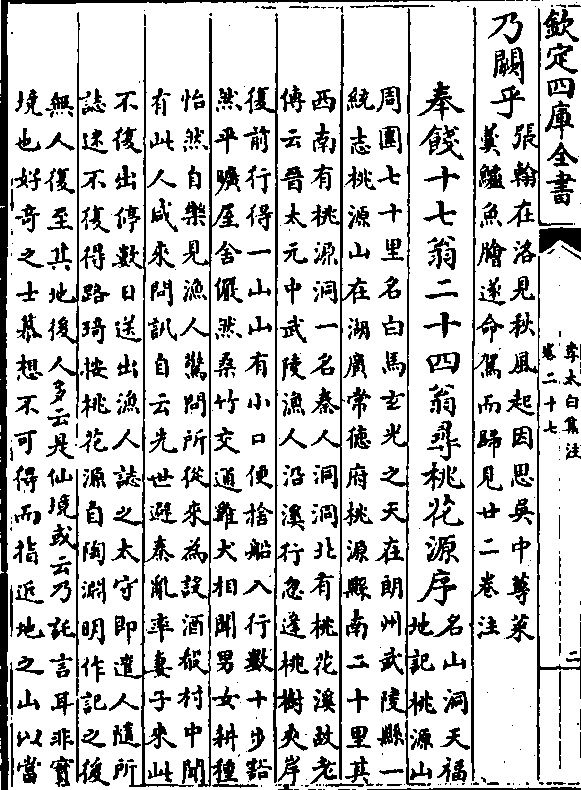 欽定四庫全書
李太白集注
卷二十七
二
乃闕乎
張翰在洛見秋風起因思吳中蓴菜
羹鱸魚膾遂命駕而歸見廿二卷注
奉餞十七翁二十四翁尋桃花源序
名山洞天福
地記桃源山
周圍七十里名白馬玄光之天在朗州武陵縣一
統志桃源山在湖廣常德府桃源縣南二十里其
西南有桃源洞一名秦人洞洞北有桃花溪故老
傳云晉太元中武陵漁人沿溪行忽逢桃樹夾岸
復前行得一山山有小口便捨船入行數十步豁
然平曠屋舍儼然桑竹交通雞犬相聞男女耕種
怡然自樂見漁人驚問所從來為設酒殽村中聞
有此人咸來問訊自云先世避秦亂率妻子來此
不復出停數日送出漁人誌之太守即遣人隨所
誌迷不復得路琦按桃花源自陶淵明作記之後
無人復至其地後人多云是仙境或云乃託言耳非實
境也好奇之士慕想不可得而指近地之山以當